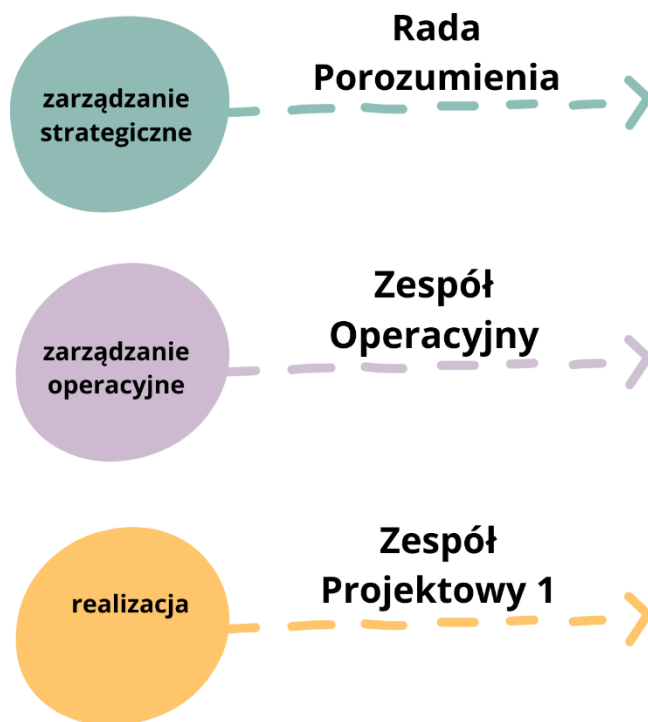 Rada
Porozumienia
zarządzanie
strategiczne
Zespół
Operacyjny
zarządzanie
operacyjne
Zespół
Projektowy 1
realizacja